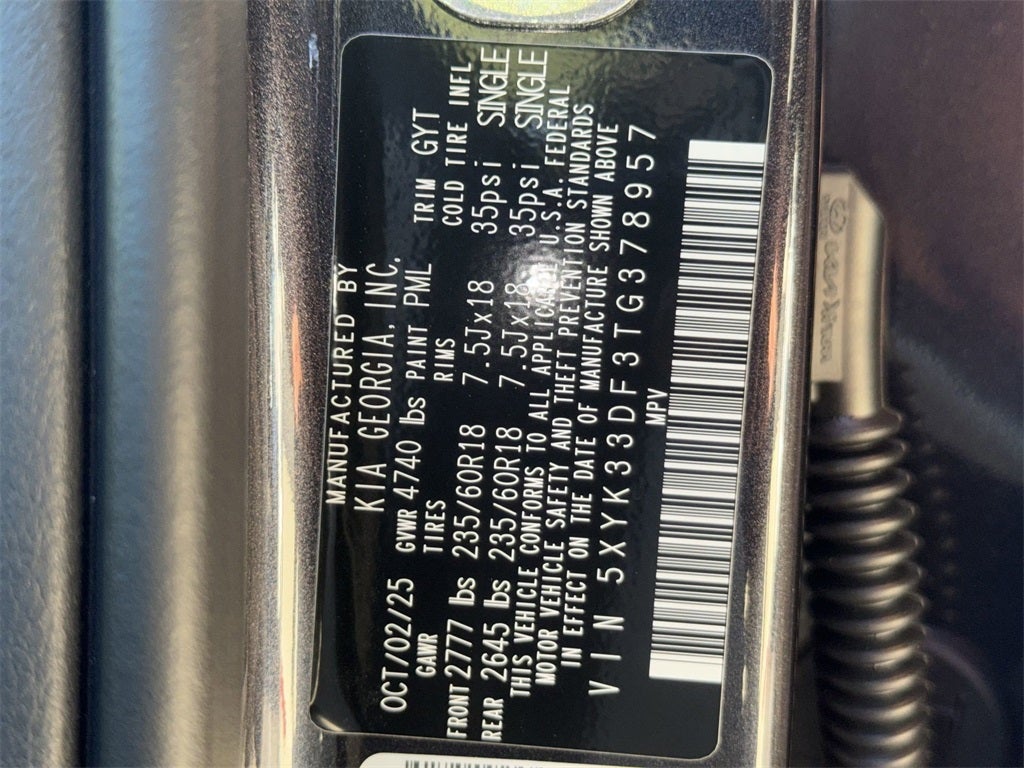 MANUFACTURED BY
KIA GEORGIA, INC.
OCT/02/25 GVWR 4740 lbs PAINT PML TRIM GYT
GAWR TIRES RIMS COLD TIRE INFL
FRONT 2777 lbs 235/60R18 7.5Jx18 35psi SINGLE
REAR 2645 lbs 235/60R18 7.5Jx18 35psi SINGLE
THIS VEHICLE CONFORMS TO ALL APPLICABLE U.S.A. FEDERAL
MOTOR VEHICLE SAFETY AND THEFT PREVENTION STANDARDS
IN EFFECT ON THE DATE OF MANUFACTURE SHOWN ABOVE
VIN 5XYK33DF3TG378957
MPV